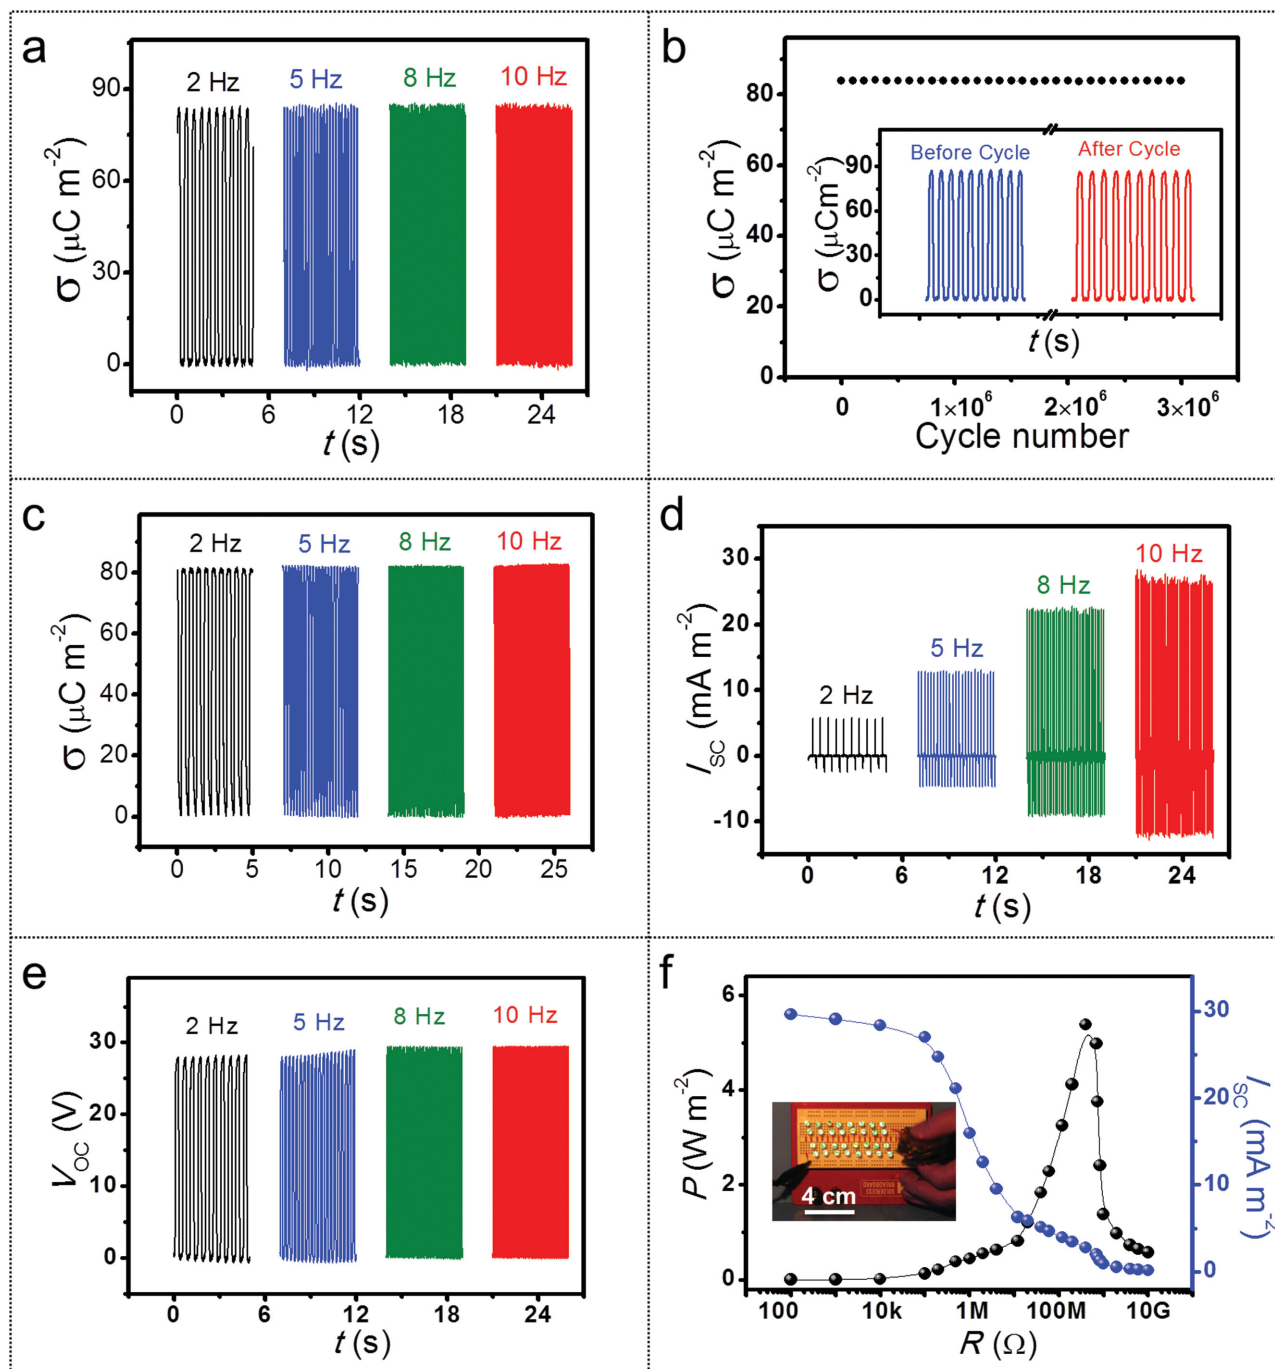 a
2 Hz 5 Hz 8 Hz 10 Hz
90
60
30
0
σ (μC m⁻²)
0 6 12 18 24
t (s)
b
80
60
40
20
0
σ (μC m⁻²)
Before Cycle After Cycle
90
60
30
0
σ (μCm⁻²)
t (s)
0 1×10⁶ 2×10⁶ 3×10⁶
Cycle number
c
2 Hz 5 Hz 8 Hz 10 Hz
80
60
40
20
0
σ (μC m⁻²)
0 5 10 15 20 25
t (s)
d
2 Hz 5 Hz 8 Hz 10 Hz
30
20
10
0
-10
I_SC (mA m⁻²)
0 6 12 18 24
t (s)
e
2 Hz 5 Hz 8 Hz 10 Hz
30
20
10
0
V_OC (V)
0 6 12 18 24
t (s)
f
6
4
2
0
P (W m⁻²)
30
20
10
0
I_SC (mA m⁻²)
SOLDERLESS
BREADBOARD
4 cm
100 10k 1M 100M 10G
R (Ω)